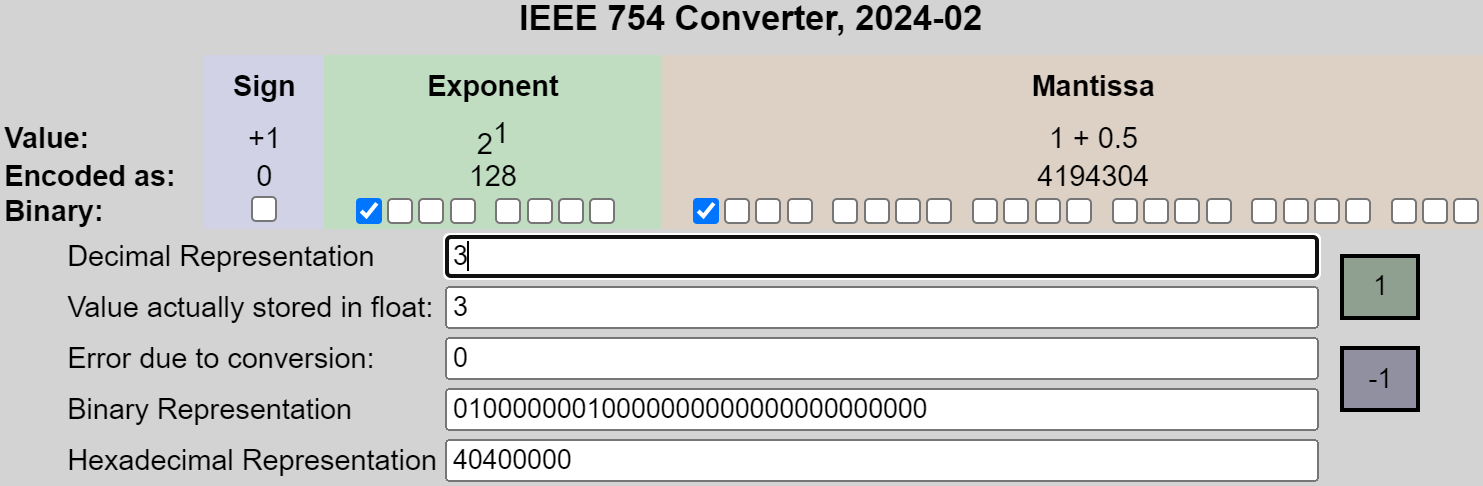 IEEE 754 Converter, 2024-02
Sign Exponent Mantissa
Value: +1 2^1 1 + 0.5
Encoded as: 0 128 4194304
Binary:
Decimal Representation 3
Value actually stored in float: 3
Error due to conversion: 0
Binary Representation 01000000010000000000000000000000
Hexadecimal Representation 40400000
1
-1